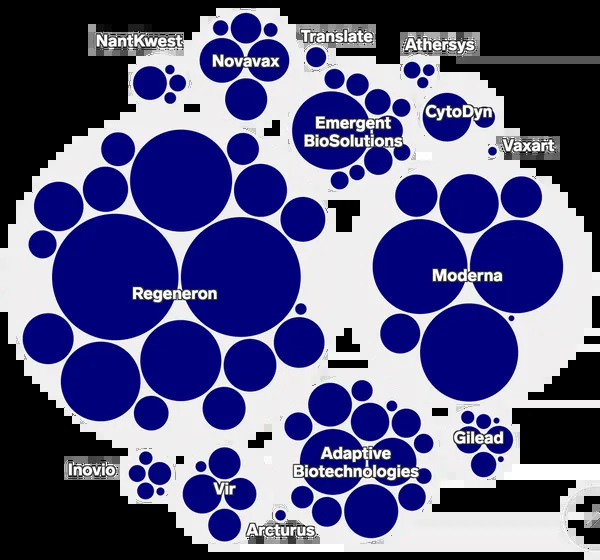 NantKwest
Novavax
Translate
Athersys
Emergent
BioSolutions
CytoDyn
Vaxart
Regeneron
Moderna
Adaptive
Biotechnologies
Gilead
Inovio
Vir
Arcturus